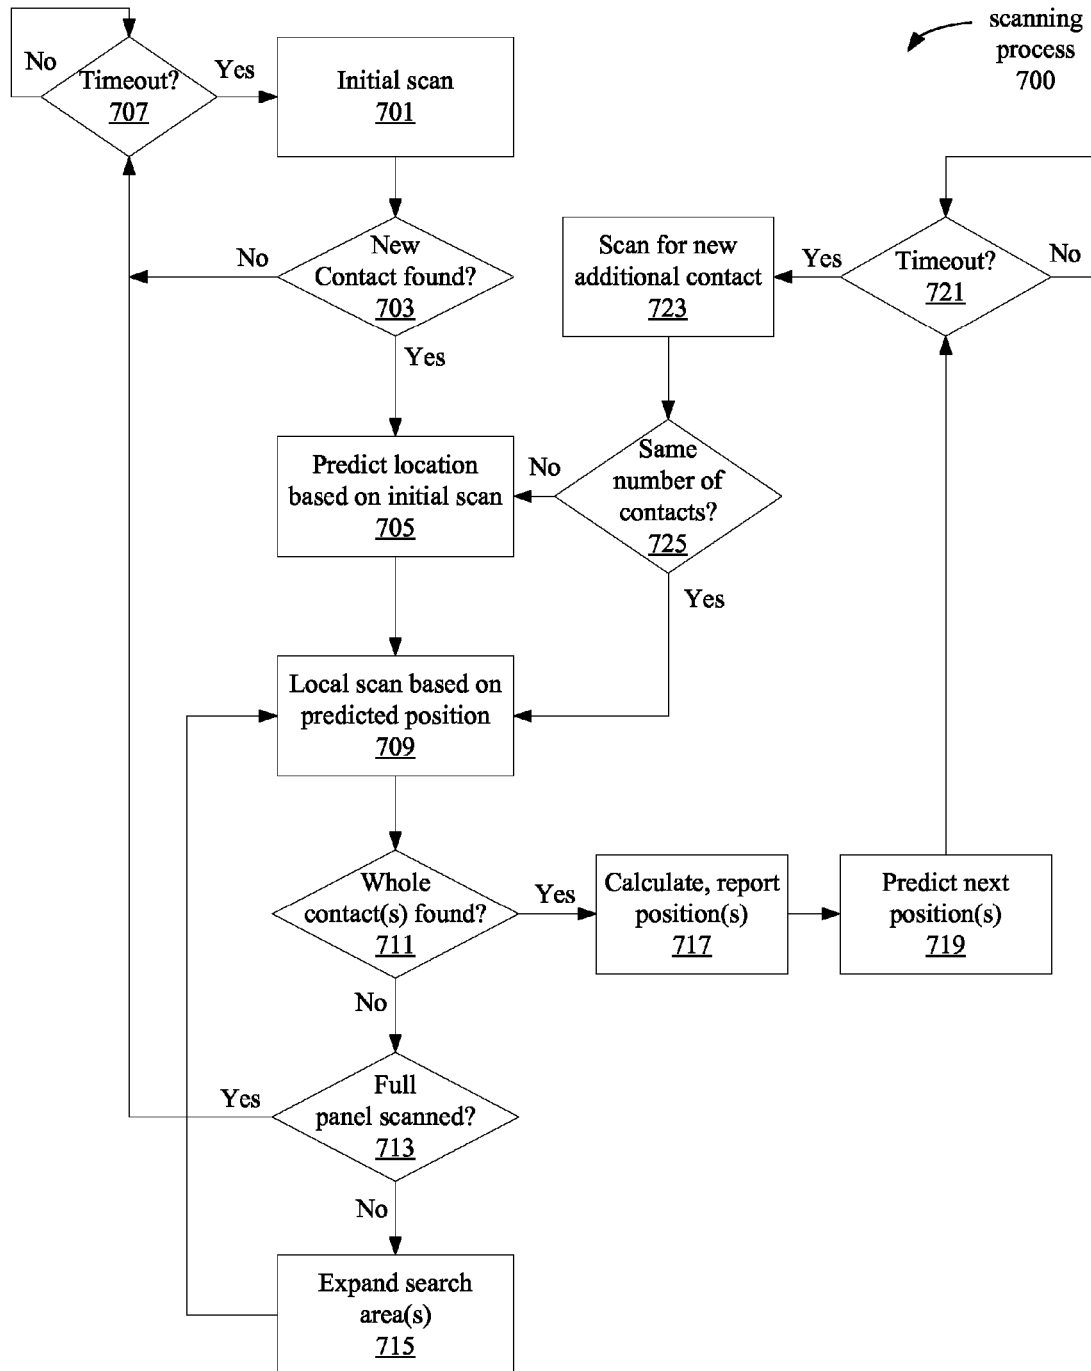 scanning
process
700
No
Timeout?
707
Yes
Initial scan
701
No
New
Contact found?
703
Yes
Scan for new
additional contact
723
Yes
Timeout?
721
No
Predict location
based on initial scan
705
No
Same
number of
contacts?
725
Yes
Local scan based on
predicted position
709
Whole
contact(s) found?
711
Yes
Calculate, report
position(s)
717
Predict next
position(s)
719
No
Yes
Full
panel scanned?
713
No
Expand search
area(s)
715